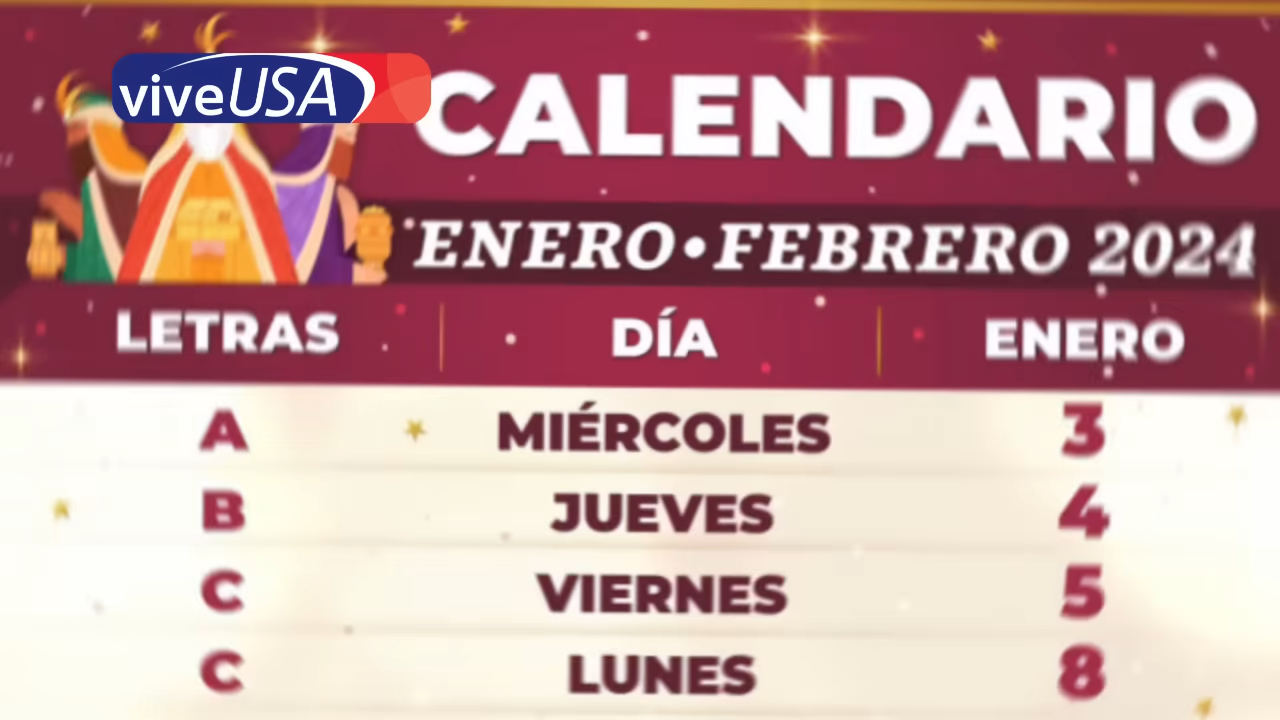 viveUSA
CALENDARIO
ENERO•FEBRERO 2024
LETRAS DÍA ENERO
A MIÉRCOLES 3
B JUEVES 4
C VIERNES 5
C LUNES 8